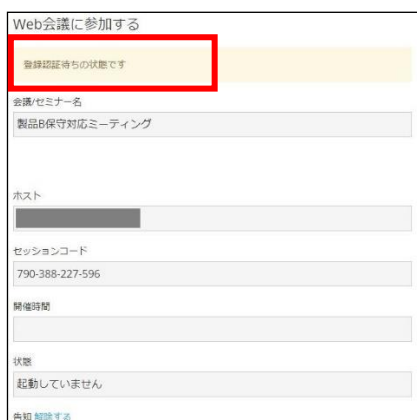 Web会議に参加する
登録認証待ちの状態です
会議/セミナー名
製品B保守対応ミーティング
ホスト
セッションコード
790-388-227-596
開催時間
状態
起動していません
告知 解除する